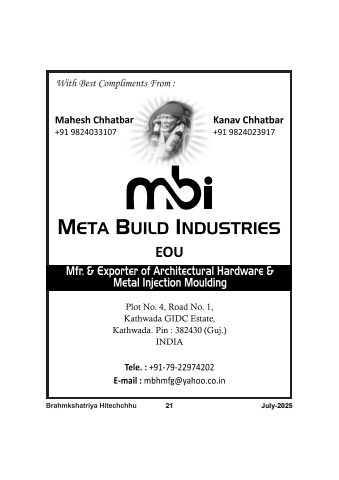 With Best Compliments From :
Mahesh Chhatbar
+91 9824033107
Kanav Chhatbar
+91 9824023917
mbi
META BUILD INDUSTRIES
EOU
Mfr. & Exporter of Architectural Hardware &
Metal Injection Moulding
Plot No. 4, Road No. 1,
Kathwada GIDC Estate,
Kathwada. Pin : 382430 (Guj.)
INDIA
Tele. : +91-79-22974202
E-mail : mbhmfg@yahoo.co.in
Brahmkshatriya Hitechchhu 21 July-2025